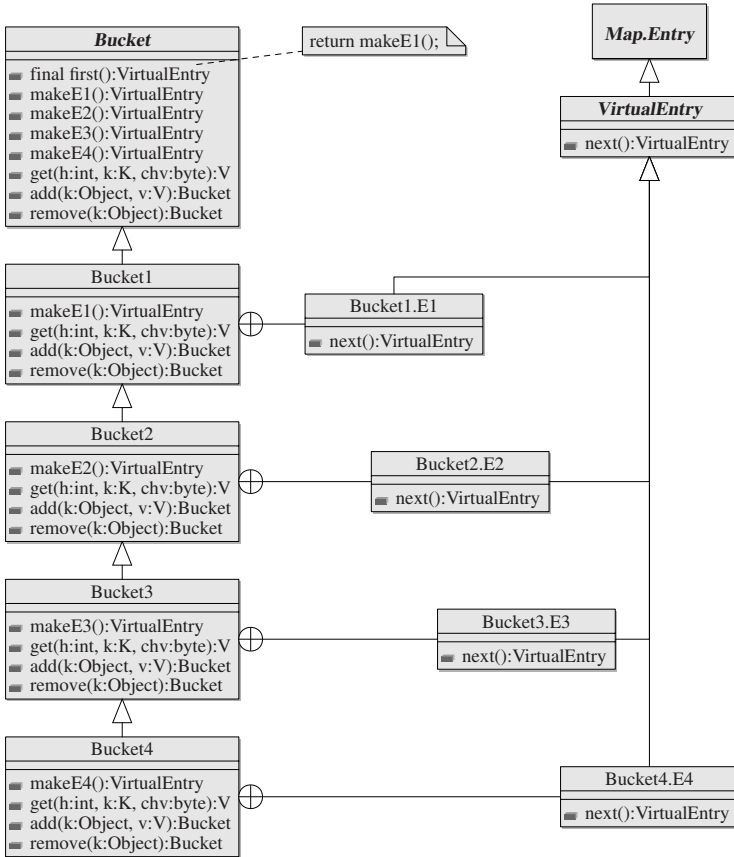 Bucket
final first():VirtualEntry
makeE1():VirtualEntry
makeE2():VirtualEntry
makeE3():VirtualEntry
makeE4():VirtualEntry
get(h:int, k:K, chv:byte):V
add(k:Object, v:V):Bucket
remove(k:Object):Bucket
return makeE1();
Map.Entry
VirtualEntry
next():VirtualEntry
Bucket1
makeE1():VirtualEntry
get(h:int, k:K, chv:byte):V
add(k:Object, v:V):Bucket
remove(k:Object):Bucket
Bucket1.E1
next():VirtualEntry
Bucket2
makeE2():VirtualEntry
get(h:int, k:K, chv:byte):V
add(k:Object, v:V):Bucket
remove(k:Object):Bucket
Bucket2.E2
next():VirtualEntry
Bucket3
makeE3():VirtualEntry
get(h:int, k:K, chv:byte):V
add(k:Object, v:V):Bucket
remove(k:Object):Bucket
Bucket3.E3
next():VirtualEntry
Bucket4
makeE4():VirtualEntry
get(h:int, k:K, chv:byte):V
add(k:Object, v:V):Bucket
remove(k:Object):Bucket
Bucket4.E4
next():VirtualEntry